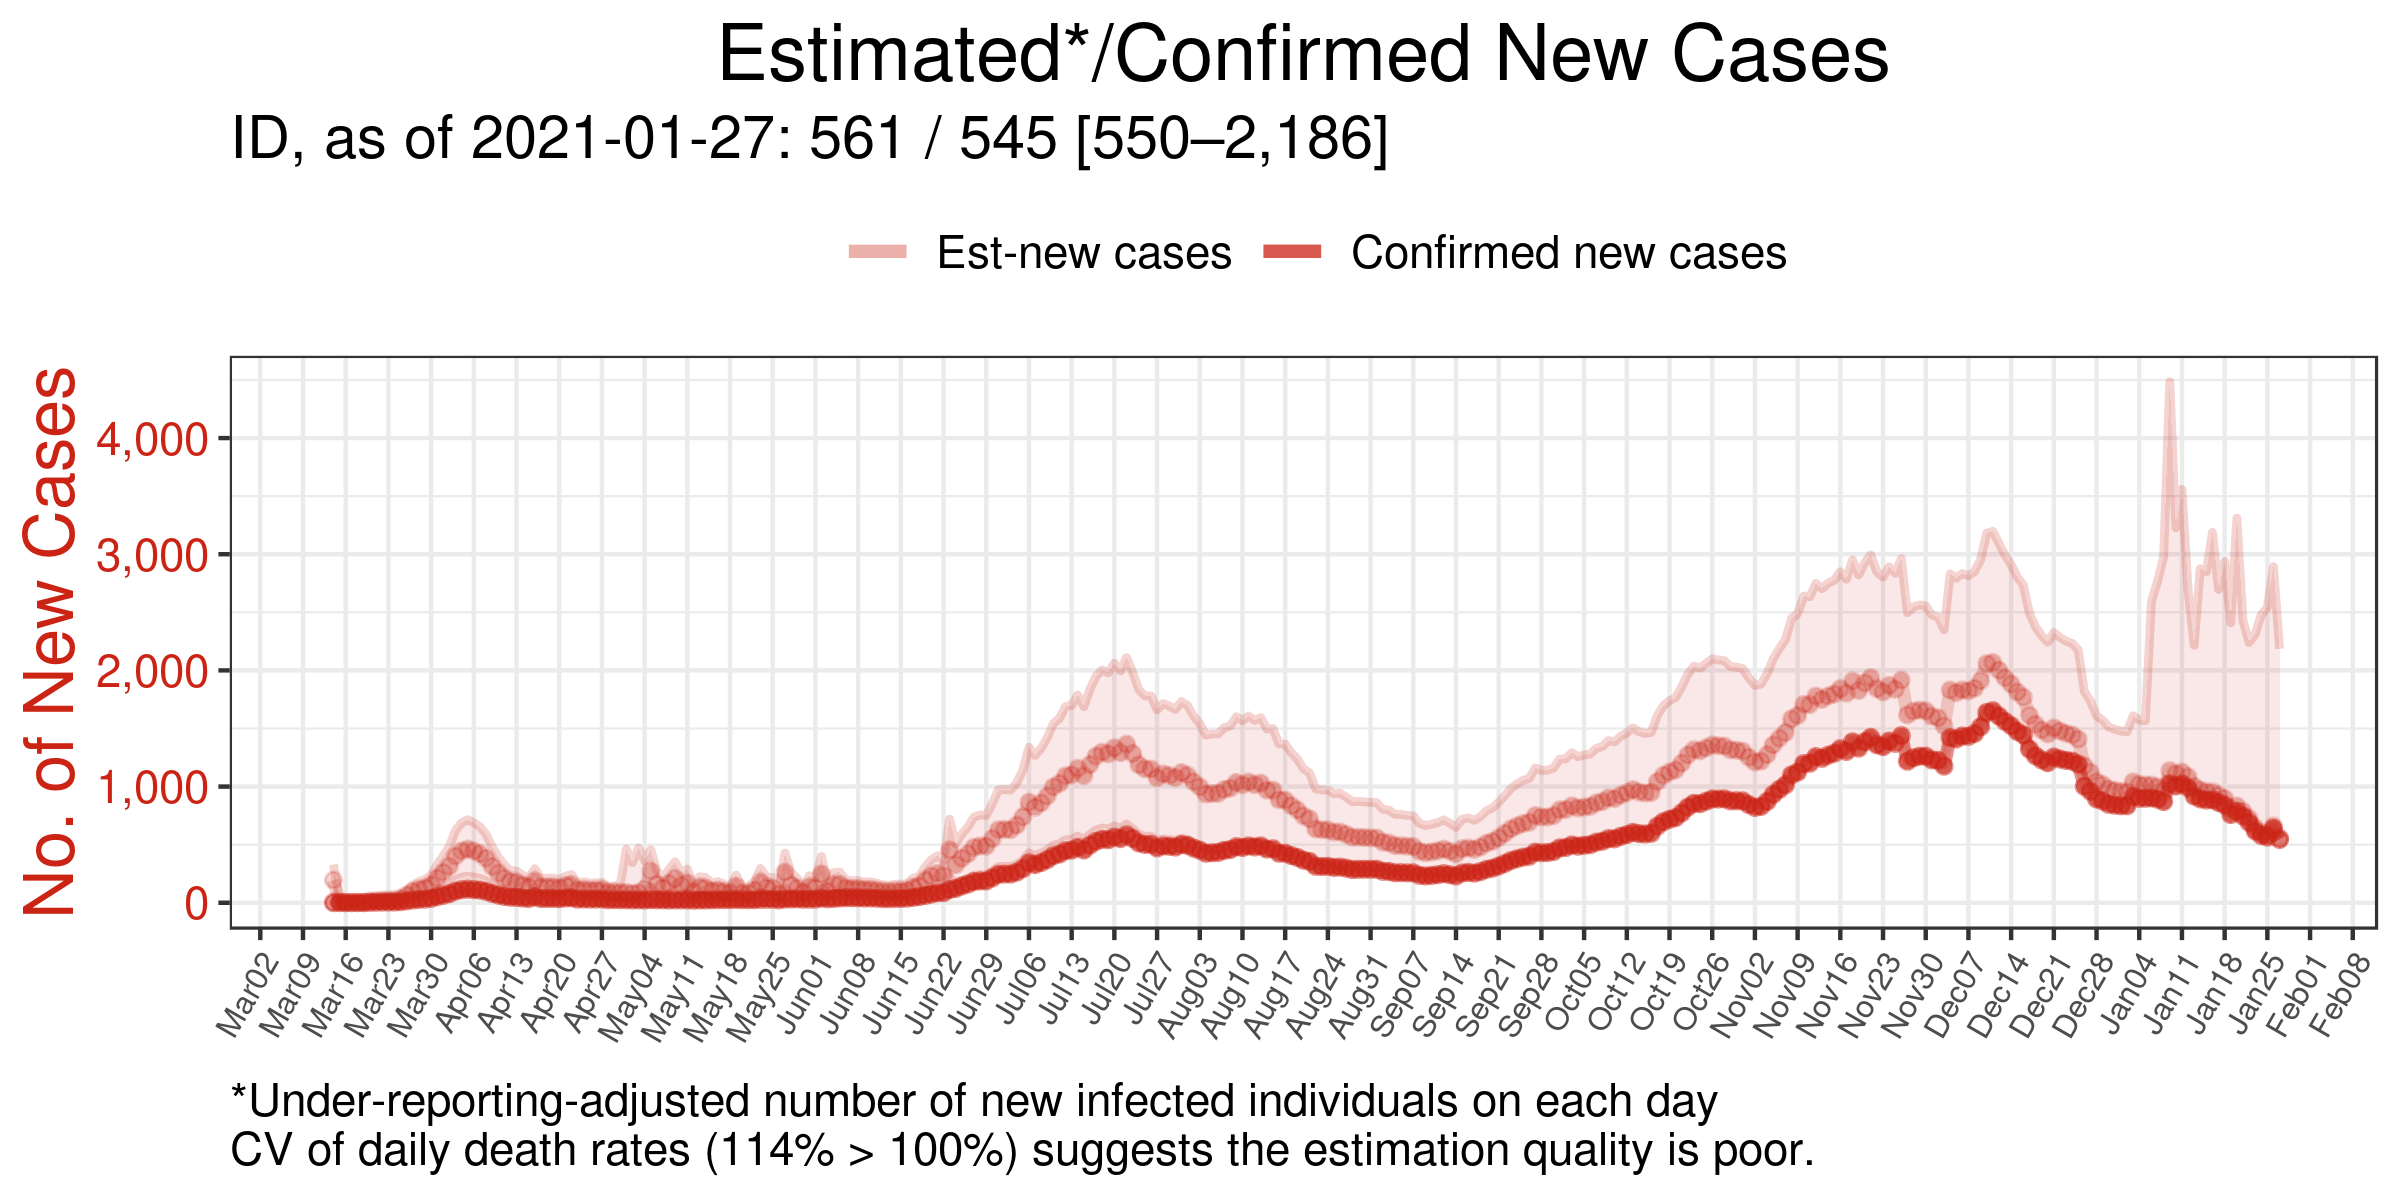 Estimated*/Confirmed New Cases
ID, as of 2021-01-27: 561 / 545 [550–2,186]
Est-new cases
Confirmed new cases
No. of New Cases
4,000
3,000
2,000
1,000
0
Mar02
Mar09
Mar16
Mar23
Mar30
Apr06
Apr13
Apr20
Apr27
May04
May11
May18
May25
Jun01
Jun08
Jun15
Jun22
Jun29
Jul06
Jul13
Jul20
Jul27
Aug03
Aug10
Aug17
Aug24
Aug31
Sep07
Sep14
Sep21
Sep28
Oct05
Oct12
Oct19
Oct26
Nov02
Nov09
Nov16
Nov23
Nov30
Dec07
Dec14
Dec21
Dec28
Jan04
Jan11
Jan18
Jan25
Feb01
Feb08
*Under-reporting-adjusted number of new infected individuals on each day
CV of daily death rates (114% > 100%) suggests the estimation quality is poor.